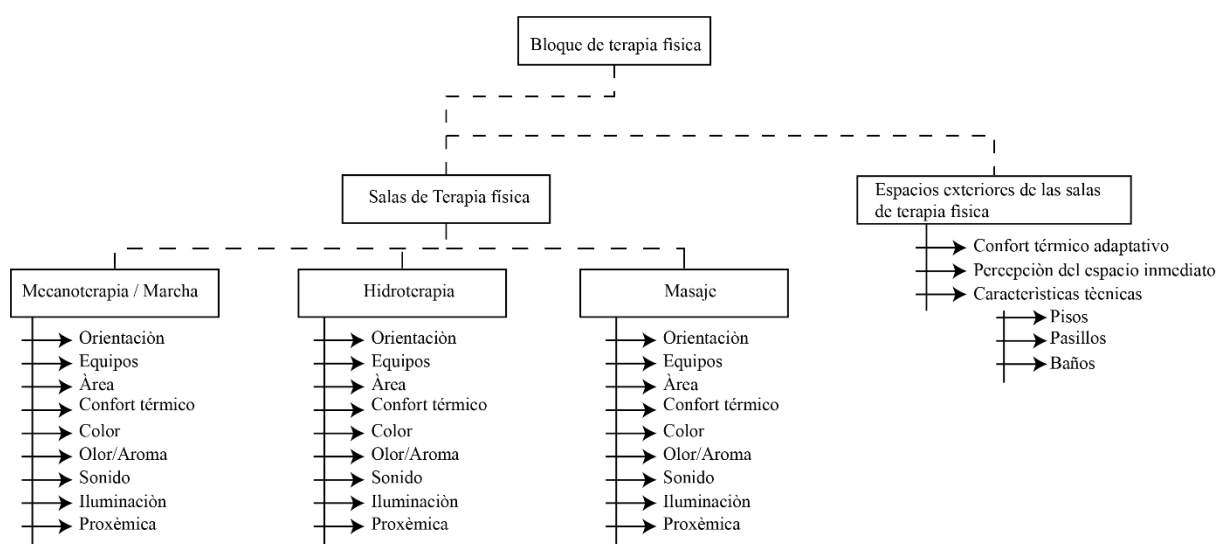 Bloque de terapia fìsica
Salas de Terapia física
Espacios exteriores de las salas
de terapia fìsica
Confort térmico adaptativo
Percepciòn del espacio inmediato
Caracterìsticas tècnicas
Pisos
Pasillos
Baños
Mecanoterapia / Marcha
Orientaciòn
Equipos
Àrea
Confort térmico
Color
Olor/Aroma
Sonido
Iluminaciòn
Proxèmica
Hidroterapia
Orientaciòn
Equipos
Àrea
Confort térmico
Color
Olor/Aroma
Sonido
Iluminaciòn
Proxèmica
Masaje
Orientaciòn
Equipos
Àrea
Confort térmico
Color
Olor/Aroma
Sonido
Iluminaciòn
Proxèmica